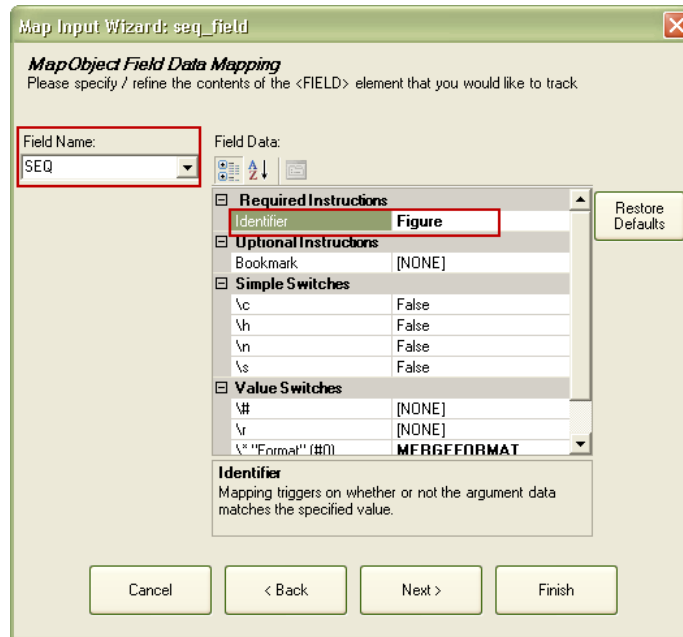 Map Input Wizard: seq_field
MapObject Field Data Mapping
Please specify / refine the contents of the <FIELD> element that you would like to track
Field Name:
SEQ
Field Data:
Required Instructions
Identifier Figure
Optional Instructions
Bookmark [NONE]
Simple Switches
\c False
\h False
\n False
\s False
Value Switches
\# [NONE]
\r [NONE]
\* "Format" (#0) MERGEFORMAT
Restore
Defaults
Identifier
Mapping triggers on whether or not the argument data
matches the specified value.
Cancel < Back Next > Finish